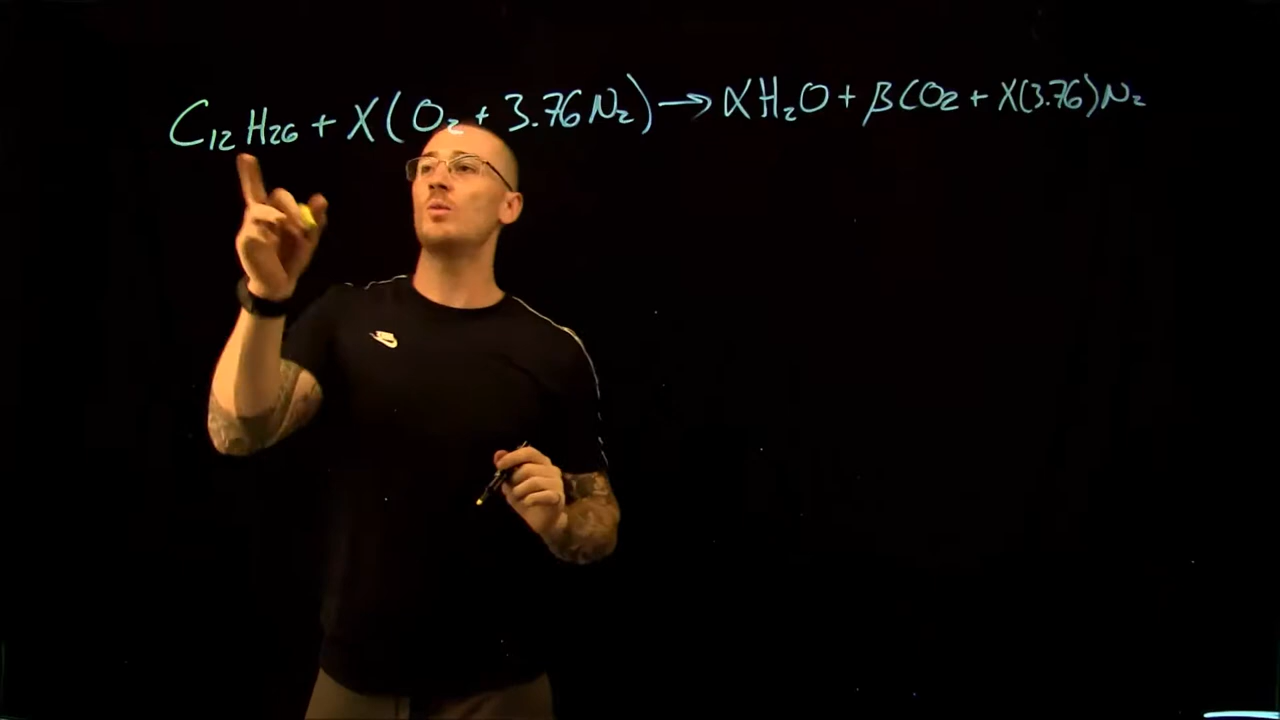 C₁₂H₂₆ + X(O₂ + 3.76N₂) → αH₂O + βCO₂ + X(3.76)N₂